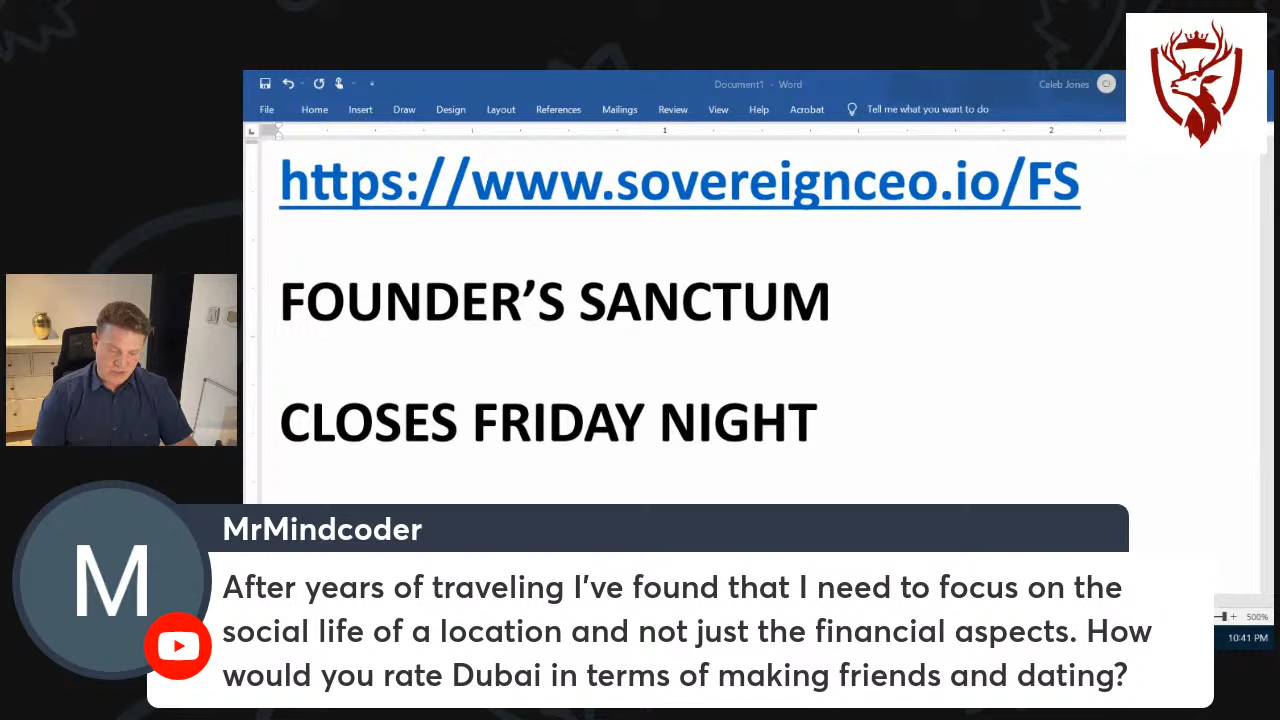 Document1 - Word
Caleb Jones
CJ
File Home Insert Draw Design Layout References Mailings Review View Help Acrobat Tell me what you want to do
1 2
https://www.sovereignceo.io/FS
FOUNDER’S SANCTUM
CLOSES FRIDAY NIGHT
500%
10:41 PM
M
MrMindcoder
After years of traveling I've found that I need to focus on the
social life of a location and not just the financial aspects. How
would you rate Dubai in terms of making friends and dating?